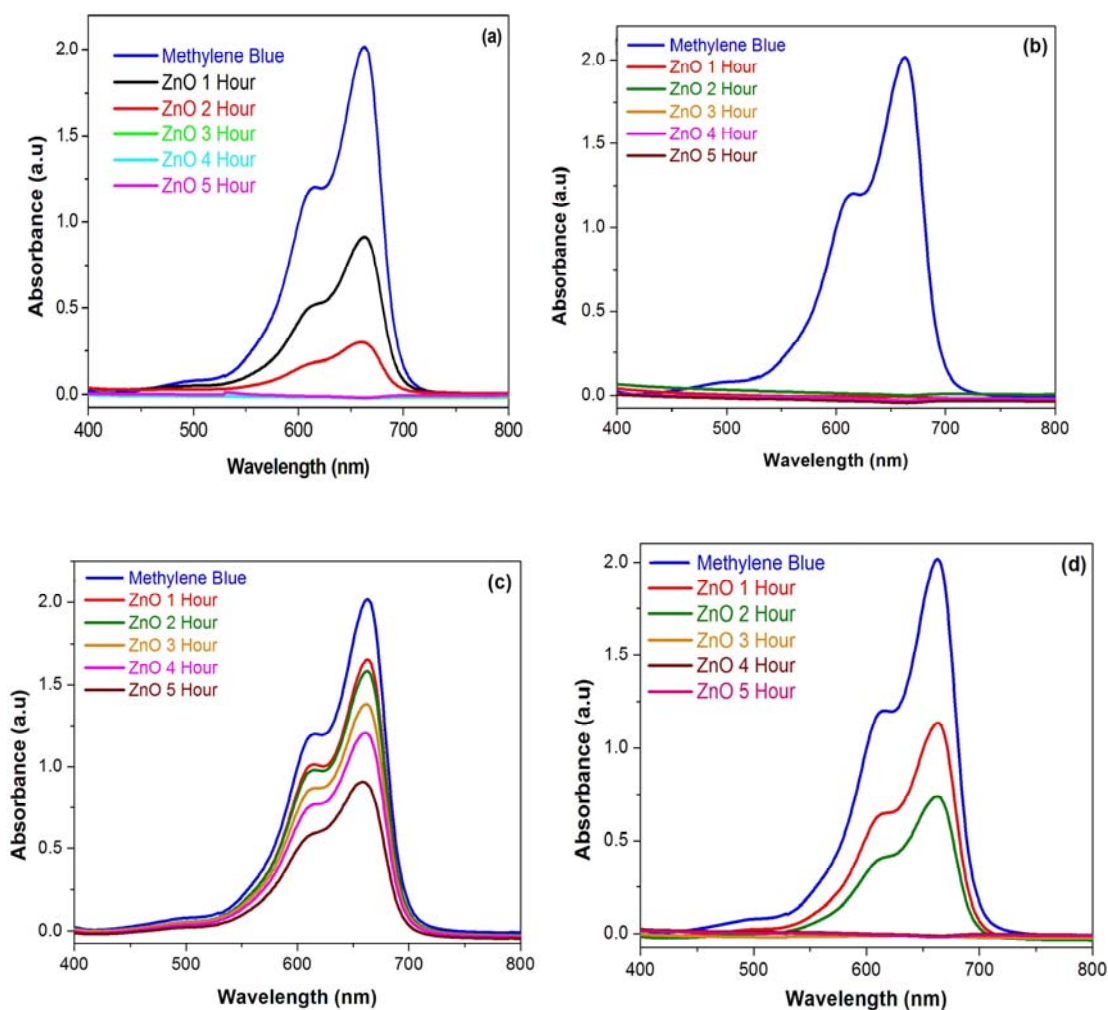 (a)
Methylene Blue
ZnO 1 Hour
ZnO 2 Hour
ZnO 3 Hour
ZnO 4 Hour
ZnO 5 Hour
2.0
1.5
1.0
0.5
0.0
400 500 600 700 800
Absorbance (a.u)
Wavelength (nm)
(b)
Methylene Blue
ZnO 1 Hour
ZnO 2 Hour
ZnO 3 Hour
ZnO 4 Hour
ZnO 5 Hour
2.0
1.5
1.0
0.5
0.0
400 500 600 700 800
Absorbance (a.u)
Wavelength (nm)
(c)
Methylene Blue
ZnO 1 Hour
ZnO 2 Hour
ZnO 3 Hour
ZnO 4 Hour
ZnO 5 Hour
2.0
1.5
1.0
0.5
0.0
400 500 600 700 800
Absorbance (a.u)
Wavelength (nm)
(d)
Methylene Blue
ZnO 1 Hour
ZnO 2 Hour
ZnO 3 Hour
ZnO 4 Hour
ZnO 5 Hour
2.0
1.5
1.0
0.5
0.0
400 500 600 700 800
Absorbance (a.u)
Wavelength (nm)